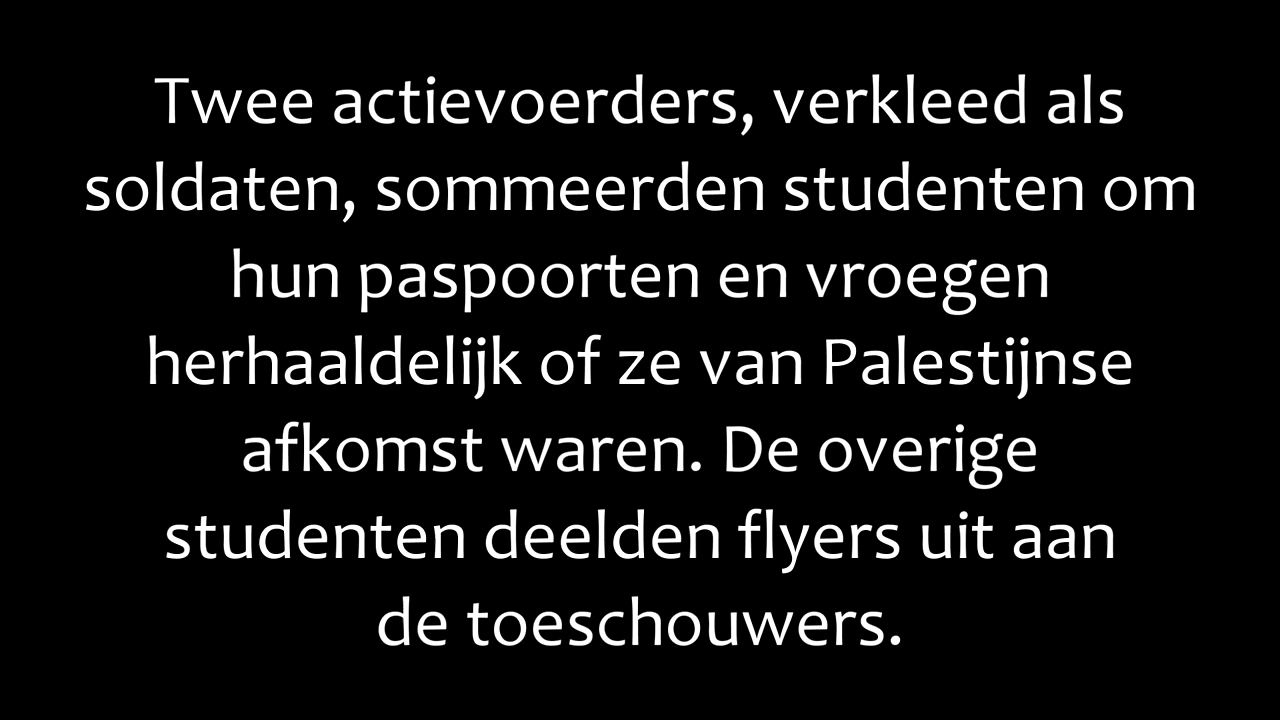 Twee actievoerders, verkleed als
soldaten, sommeerden studenten om
hun paspoorten en vroegen
herhaaldelijk of ze van Palestijnse
afkomst waren. De overige
studenten deelden flyers uit aan
de toeschouwers.